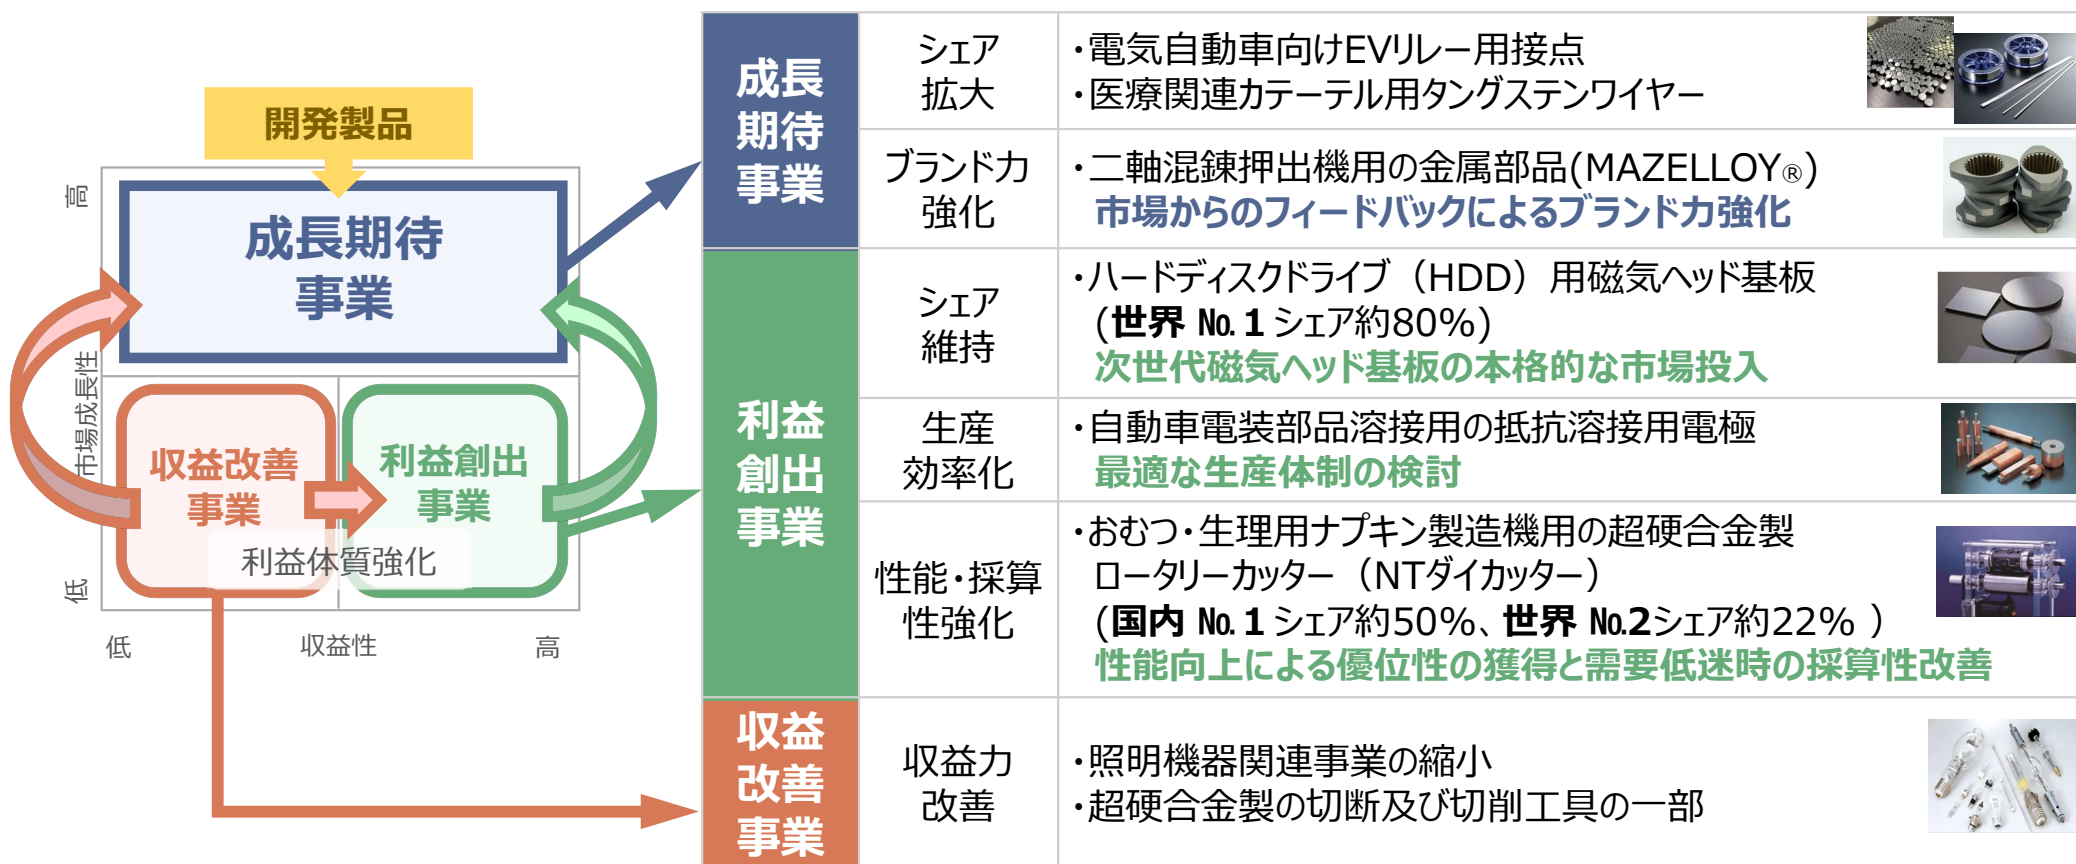 開発製品
高
成長期待
事業
市場成長性
収益改善
事業
利益創出
事業
利益体質強化
低
低
収益性
高
成長
期待
事業
シェア
拡大
・電気自動車向けEVリレー用接点
・医療関連カテーテル用タングステンワイヤー
ブランド力
強化
・二軸混錬押出機用の金属部品(MAZELLOY®)
市場からのフィードバックによるブランド力強化
利益
創出
事業
シェア
維持
・ハードディスクドライブ（HDD）用磁気ヘッド基板
(世界 №1 シェア約80%)
次世代磁気ヘッド基板の本格的な市場投入
生産
効率化
・自動車電装部品溶接用の抵抗溶接用電極
最適な生産体制の検討
性能・採算
性強化
・おむつ・生理用ナプキン製造機用の超硬合金製
ロータリーカッター（NTダイカッター）
(国内 №1 シェア約50%、世界 №2シェア約22% )
性能向上による優位性の獲得と需要低迷時の採算性改善
収益
改善
事業
収益力
改善
・照明機器関連事業の縮小
・超硬合金製の切断及び切削工具の一部